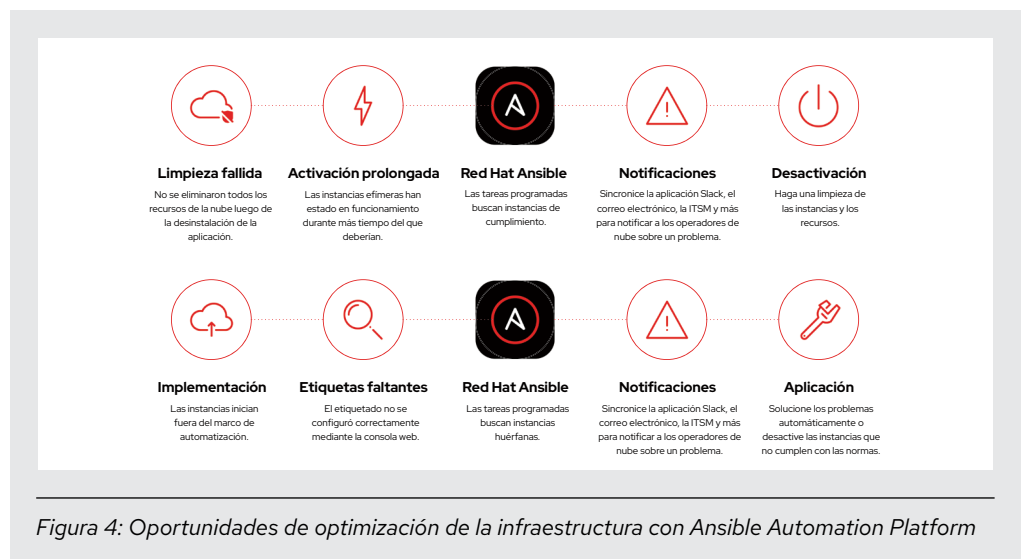 Limpieza fallida
No se eliminaron todos los
recursos de la nube luego de
la desinstalación de la
aplicación.
Activación prolongada
Las instancias efímeras han
estado en funcionamiento
durante más tiempo del que
deberían.
Red Hat Ansible
Las tareas programadas
buscan instancias de
cumplimiento.
Notificaciones
Sincronice la aplicación Slack, el
correo electrónico, la ITSM y más
para notificar a los operadores de
nube sobre un problema.
Desactivación
Haga una limpieza de
las instancias y los
recursos.
Implementación
Las instancias inician
fuera del marco de
automatización.
Etiquetas faltantes
El etiquetado no se
configuró correctamente
mediante la consola web.
Red Hat Ansible
Las tareas programadas
buscan instancias
huérfanas.
Notificaciones
Sincronice la aplicación Slack, el
correo electrónico, la ITSM y más
para notificar a los operadores de
nube sobre un problema.
Aplicación
Solucione los problemas
automáticamente o
desactive las instancias que
no cumplen con las normas.
Figura 4: Oportunidades de optimización de la infraestructura con Ansible Automation Platform